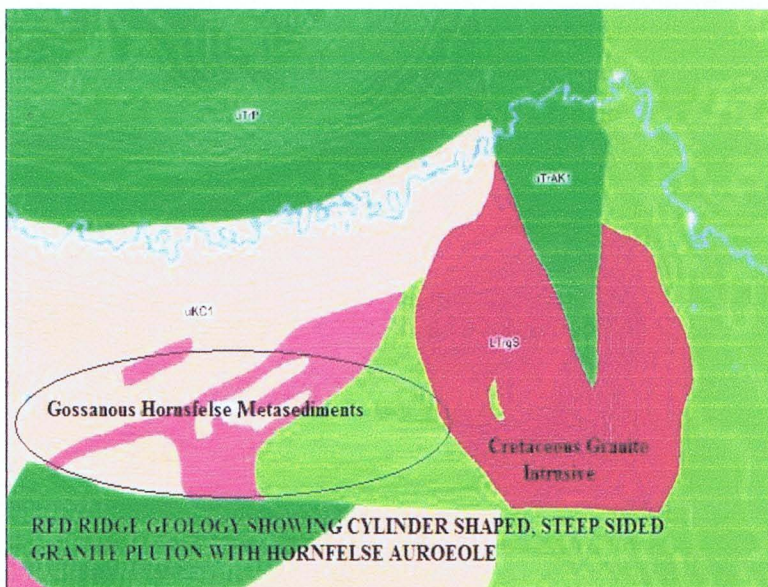 uTrP
uTrAK1
uKC1
LTrgS
Gossanous Hornsfelse Metasediments
Cretaceous Granite
Intrusive
RED RIDGE GEOLOGY SHOWING CYLINDER SHAPED, STEEP SIDED
GRANITE PLUTON WITH HORNFELSE AUROEOLE